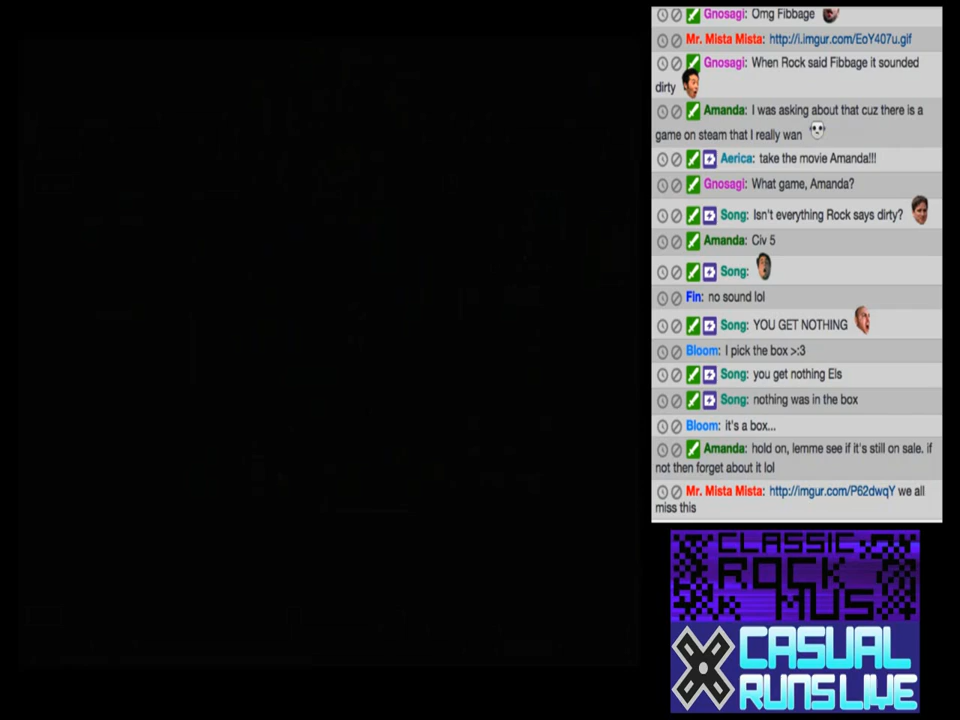 Gnosagi: Omg Fibbage
Mr. Mista Mista: http://i.imgur.com/EoY407u.gif
Gnosagi: When Rock said Fibbage it sounded
dirty
Amanda: I was asking about that cuz there is a
game on steam that I really wan
Aerica: take the movie Amanda!!!
Gnosagi: What game, Amanda?
Song: Isn't everything Rock says dirty?
Amanda: Civ 5
Song:
Fin: no sound lol
Song: YOU GET NOTHING
Bloom: I pick the box >:3
Song: you get nothing Els
Song: nothing was in the box
Bloom: it's a box...
Amanda: hold on, lemme see if it's still on sale. if
not then forget about it lol
Mr. Mista Mista: http://imgur.com/P62dwqY we all
miss this
CLASSIC
ROCK
MUS
CASUAL
RUNSLIVE